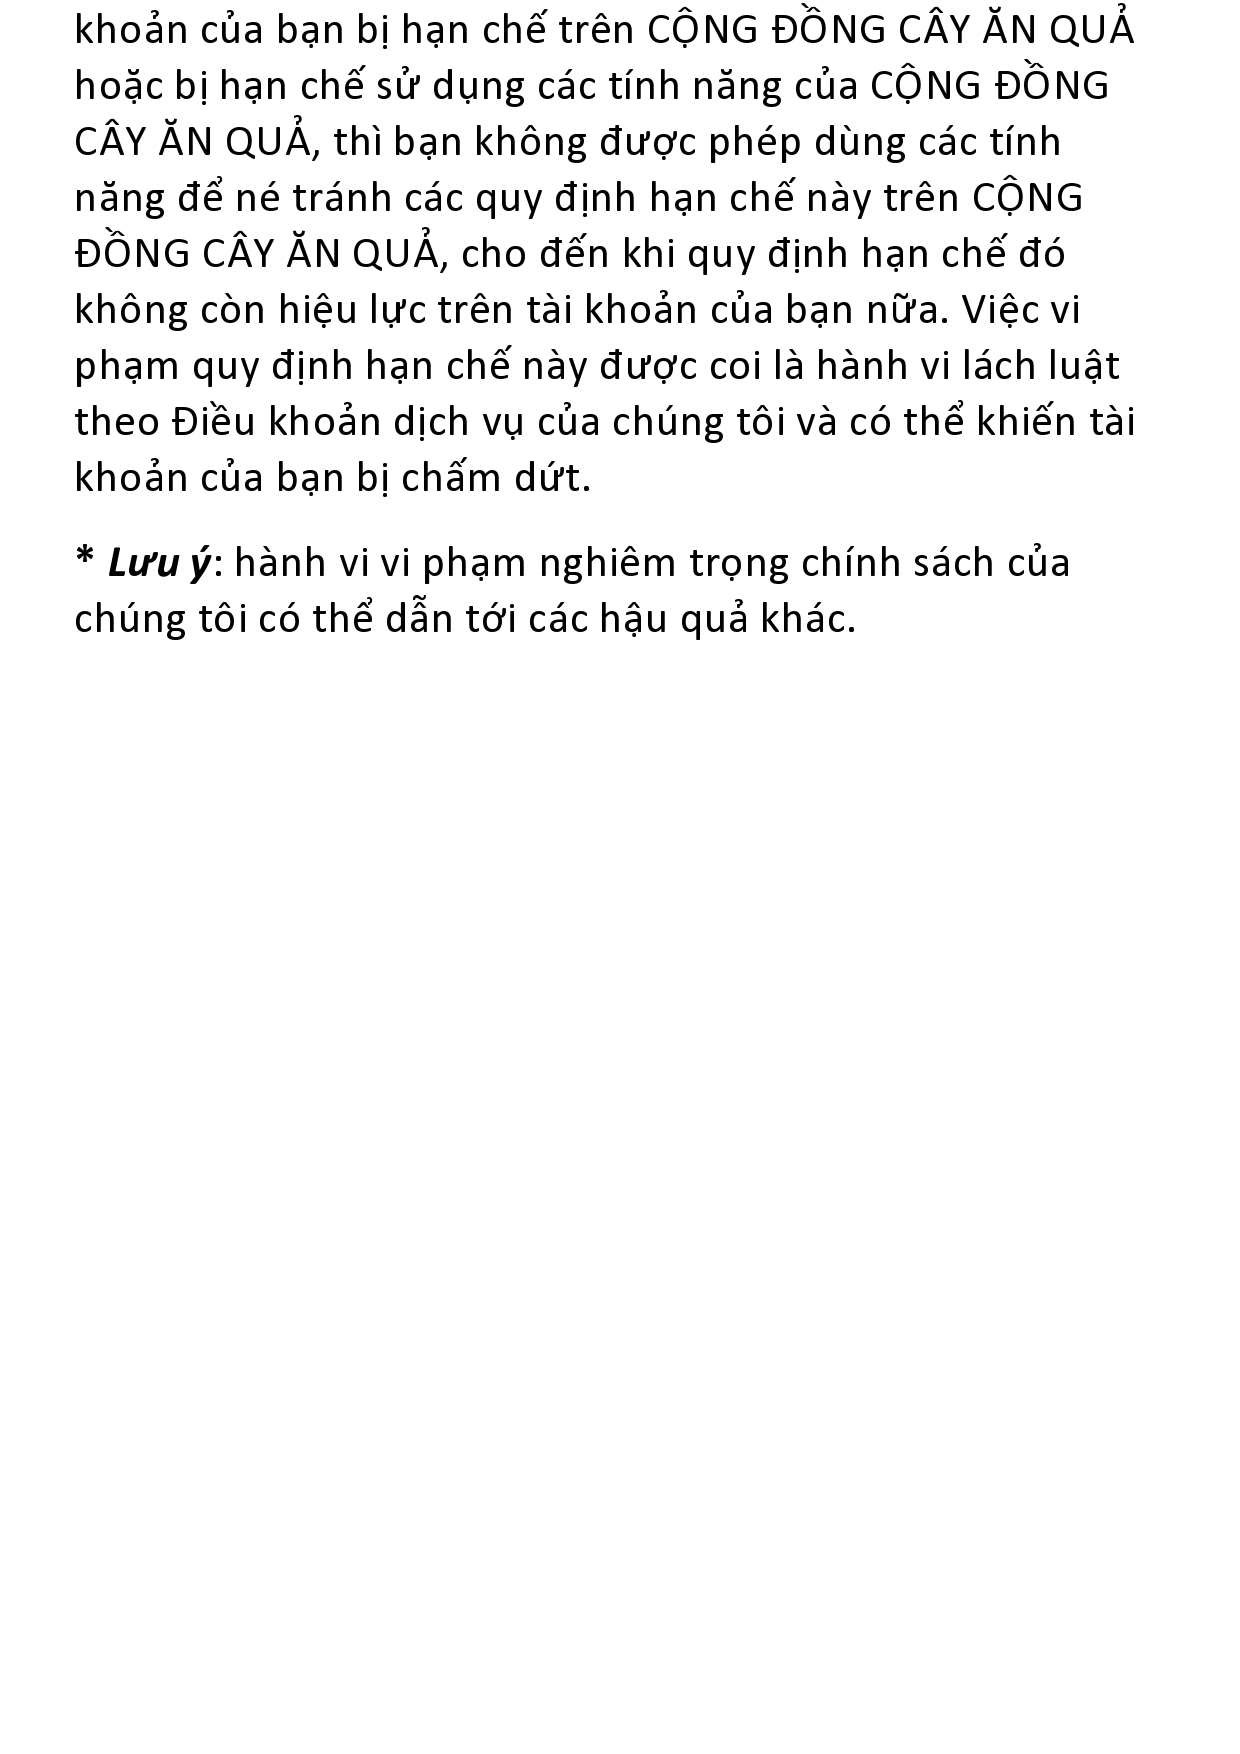 khoản của bạn bị hạn chế trên CỘNG ĐỒNG CÂY ĂN QUẢ
hoặc bị hạn chế sử dụng các tính năng của CỘNG ĐỒNG
CÂY ĂN QUẢ, thì bạn không được phép dùng các tính
năng để né tránh các quy định hạn chế này trên CỘNG
ĐỒNG CÂY ĂN QUẢ, cho đến khi quy định hạn chế đó
không còn hiệu lực trên tài khoản của bạn nữa. Việc vi
phạm quy định hạn chế này được coi là hành vi lách luật
theo Điều khoản dịch vụ của chúng tôi và có thể khiến tài
khoản của bạn bị chấm dứt.
* Lưu ý: hành vi vi phạm nghiêm trọng chính sách của
chúng tôi có thể dẫn tới các hậu quả khác.